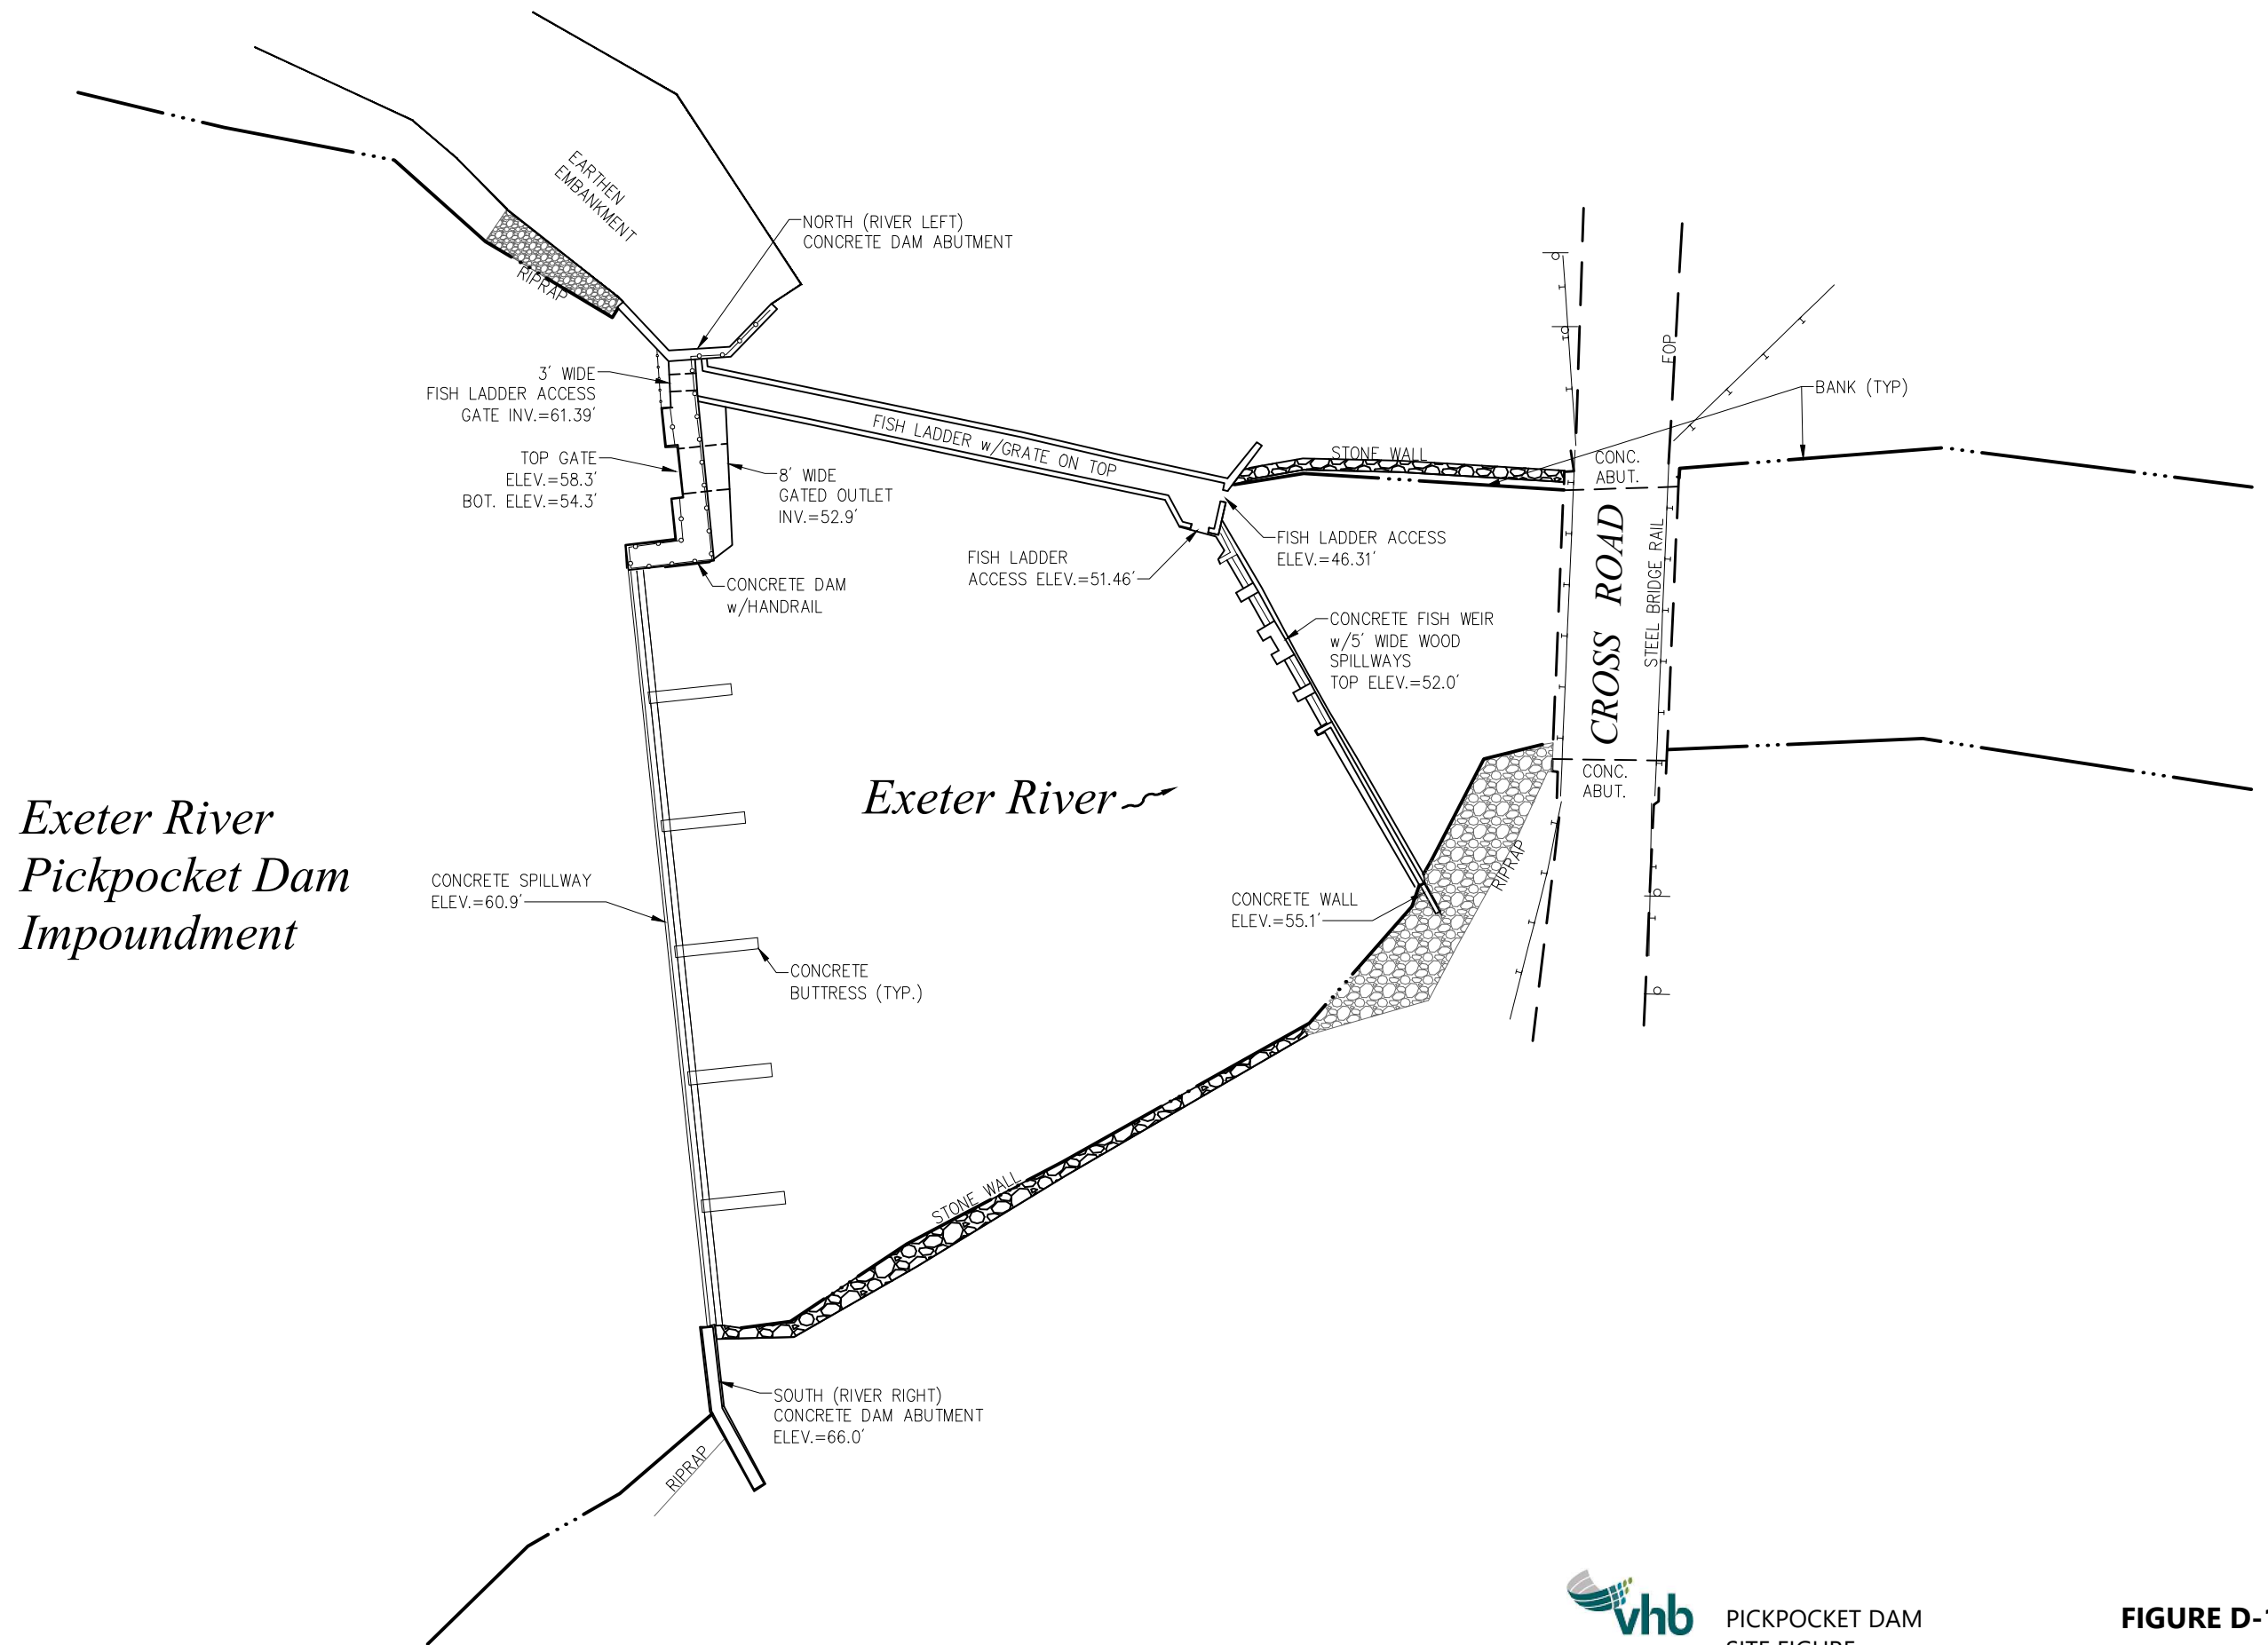 EARTHEN
EMBANKMENT
RIPRAP
NORTH (RIVER LEFT)
CONCRETE DAM ABUTMENT
3' WIDE
FISH LADDER ACCESS
GATE INV.=61.39'
TOP GATE
ELEV.=58.3'
BOT. ELEV.=54.3'
8' WIDE
GATED OUTLET
INV.=52.9'
FISH LADDER w/GRATE ON TOP
STONE WALL
CONC.
ABUT.
EOP
BANK (TYP)
FISH LADDER
ACCESS ELEV.=51.46'
FISH LADDER ACCESS
ELEV.=46.31'
CONCRETE DAM
w/HANDRAIL
CONCRETE FISH WEIR
w/5' WIDE WOOD
SPILLWAYS
TOP ELEV.=52.0'
CROSS ROAD
STEEL BRIDGE RAIL
CONC.
ABUT.
Exeter River
Exeter River
Pickpocket Dam
Impoundment
CONCRETE SPILLWAY
ELEV.=60.9'
CONCRETE WALL
ELEV.=55.1'
RIPRAP
CONCRETE
BUTTRESS (TYP.)
STONE WALL
SOUTH (RIVER RIGHT)
CONCRETE DAM ABUTMENT
ELEV.=66.0'
RIPRAP
vhb
PICKPOCKET DAM
SITE FIGURE
FIGURE D-1